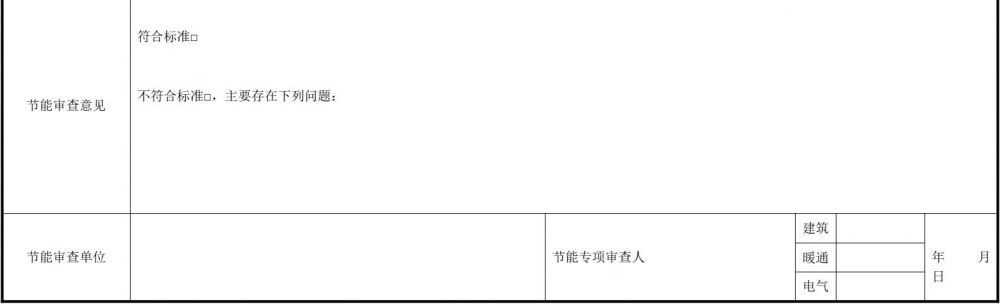 符合标准□
不符合标准□，主要存在下列问题：
节能审查意见
建筑
节能审查单位
节能专项审查人
暖通
年 月
日
电气